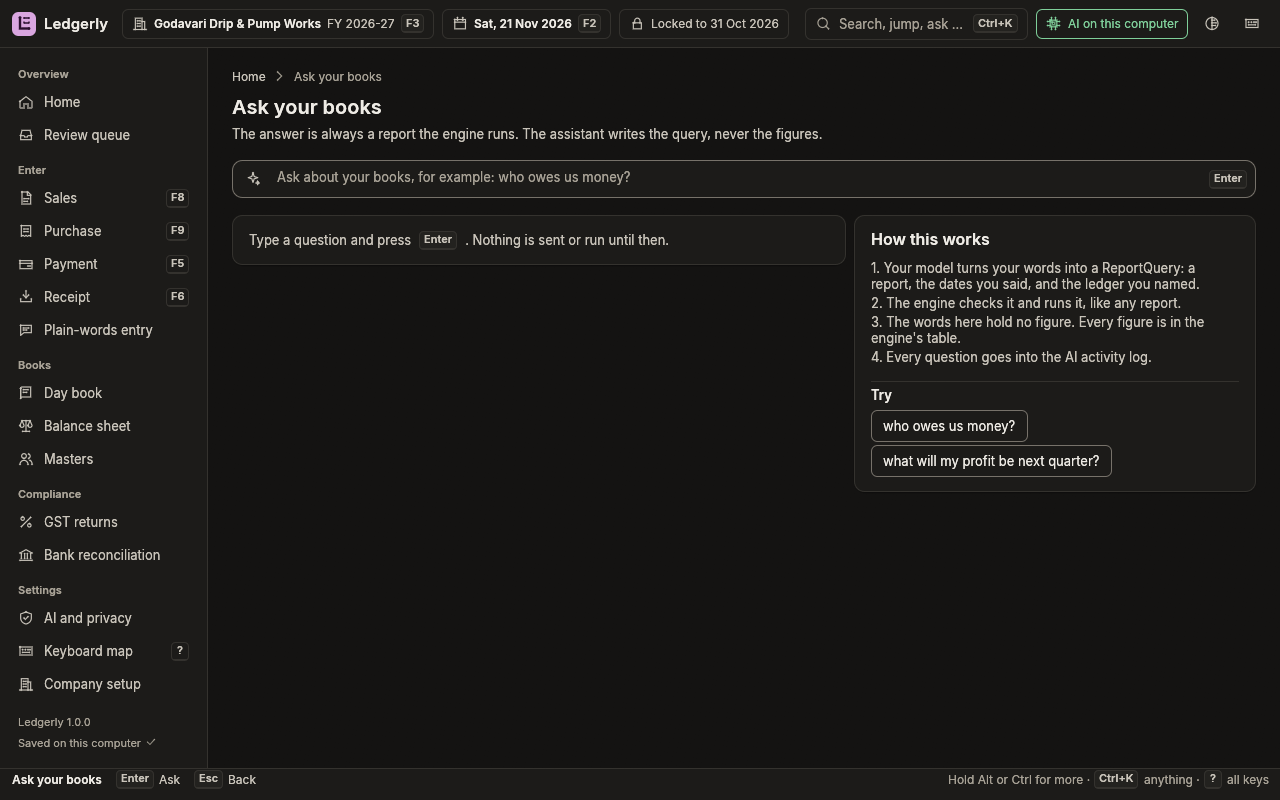 Ledgerly
Godavari Drip & Pump Works FY 2026-27 F3
Sat, 21 Nov 2026 F2
Locked to 31 Oct 2026
Search, jump, ask ... Ctrl+K
AI on this computer
Overview
Home
Review queue
Enter
Sales F8
Purchase F9
Payment F5
Receipt F6
Plain-words entry
Books
Day book
Balance sheet
Masters
Compliance
GST returns
Bank reconciliation
Settings
AI and privacy
Keyboard map ?
Company setup
Ledgerly 1.0.0
Saved on this computer
Home > Ask your books
Ask your books
The answer is always a report the engine runs. The assistant writes the query, never the figures.
Ask about your books, for example: who owes us money? Enter
Type a question and press Enter . Nothing is sent or run until then.
How this works
1. Your model turns your words into a ReportQuery: a
report, the dates you said, and the ledger you named.
2. The engine checks it and runs it, like any report.
3. The words here hold no figure. Every figure is in the
engine's table.
4. Every question goes into the AI activity log.
Try
who owes us money?
what will my profit be next quarter?
Ask your books Enter Ask Esc Back
Hold Alt or Ctrl for more · Ctrl+K anything · ? all keys